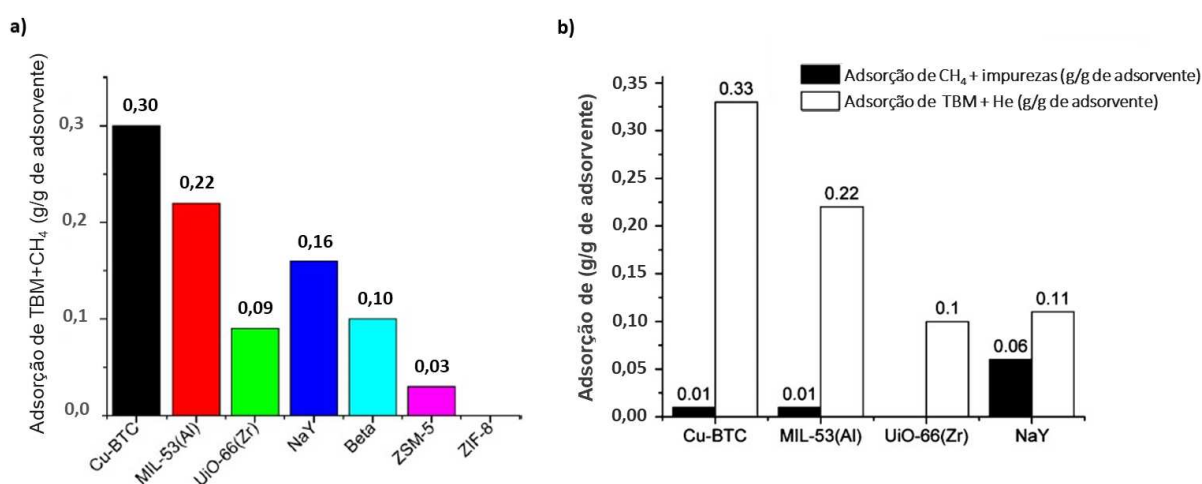 a)
Adsorção de TBM+CH₄ (g/g de adsorvente)
0,3
0,2
0,1
0,0
0,30
0,22
0,09
0,16
0,10
0,03
Cu-BTC
MIL-53(Al)
UiO-66(Zr)
NaY
Beta
ZSM-5
ZIF-8
b)
Adsorção de CH₄ + impurezas (g/g de adsorvente)
Adsorção de TBM + He (g/g de adsorvente)
Adsorção de (g/g de adsorvente)
0,35
0,30
0,25
0,20
0,15
0,10
0,05
0,00
0.01
0.33
0.01
0.22
0.1
0.06
0.11
Cu-BTC
MIL-53(Al)
UiO-66(Zr)
NaY